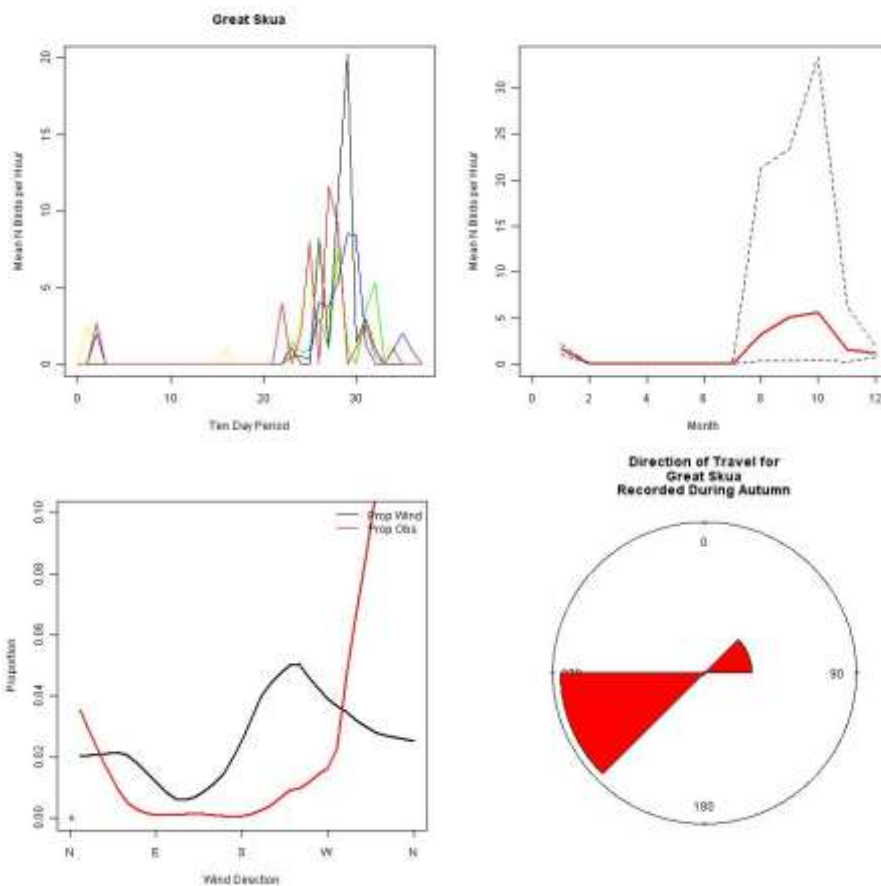 Great Skua
Mean N Birds per Hour
0 5 10 15 20
0 10 20 30
Ten Day Period
Mean N Birds per Hour
0 5 10 15 20 25 30
0 2 4 6 8 10 12
Month
Proportion
0.00 0.02 0.04 0.06 0.08 0.10
Prop Wind
Prop Obs
N E S W N
Wind Direction
Direction of Travel for
Great Skua
Recorded During Autumn
0
270 90
180